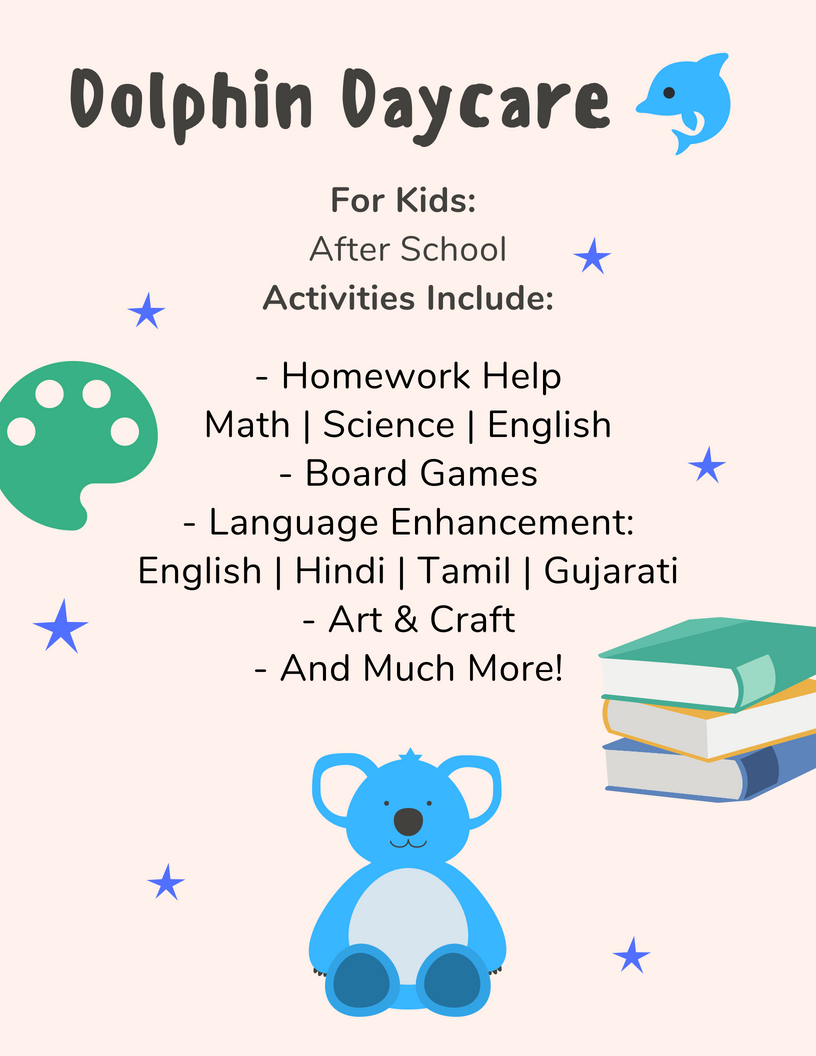 Dolphin Daycare
For Kids:
After School
Activities Include:
- Homework Help
Math | Science | English
- Board Games
- Language Enhancement:
English | Hindi | Tamil | Gujarati
- Art & Craft
- And Much More!